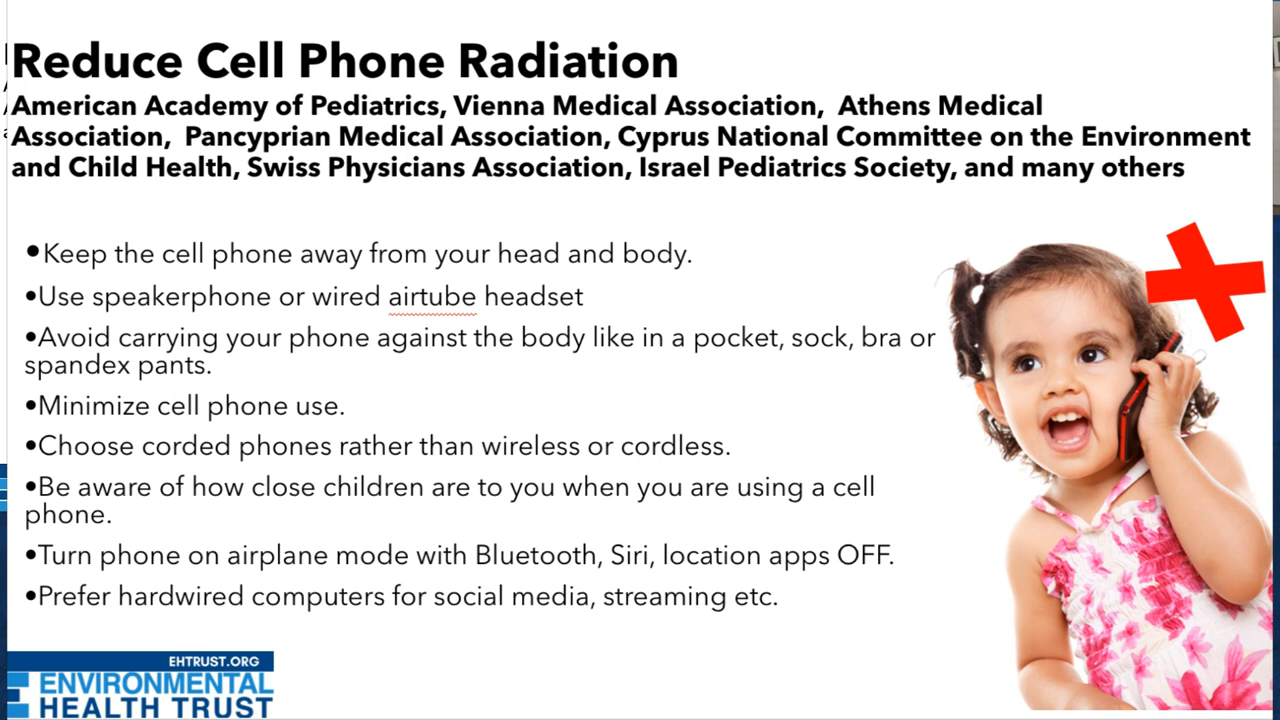 Reduce Cell Phone Radiation
American Academy of Pediatrics, Vienna Medical Association,  Athens Medical
Association,  Pancyprian Medical Association, Cyprus National Committee on the Environment
and Child Health, Swiss Physicians Association, Israel Pediatrics Society, and many others
•Keep the cell phone away from your head and body.
•Use speakerphone or wired airtube headset
•Avoid carrying your phone against the body like in a pocket, sock, bra or
spandex pants.
•Minimize cell phone use.
•Choose corded phones rather than wireless or cordless.
•Be aware of how close children are to you when you are using a cell
phone.
•Turn phone on airplane mode with Bluetooth, Siri, location apps OFF.
•Prefer hardwired computers for social media, streaming etc.
EHTRUST.ORG
ENVIRONMENTAL
HEALTH TRUST